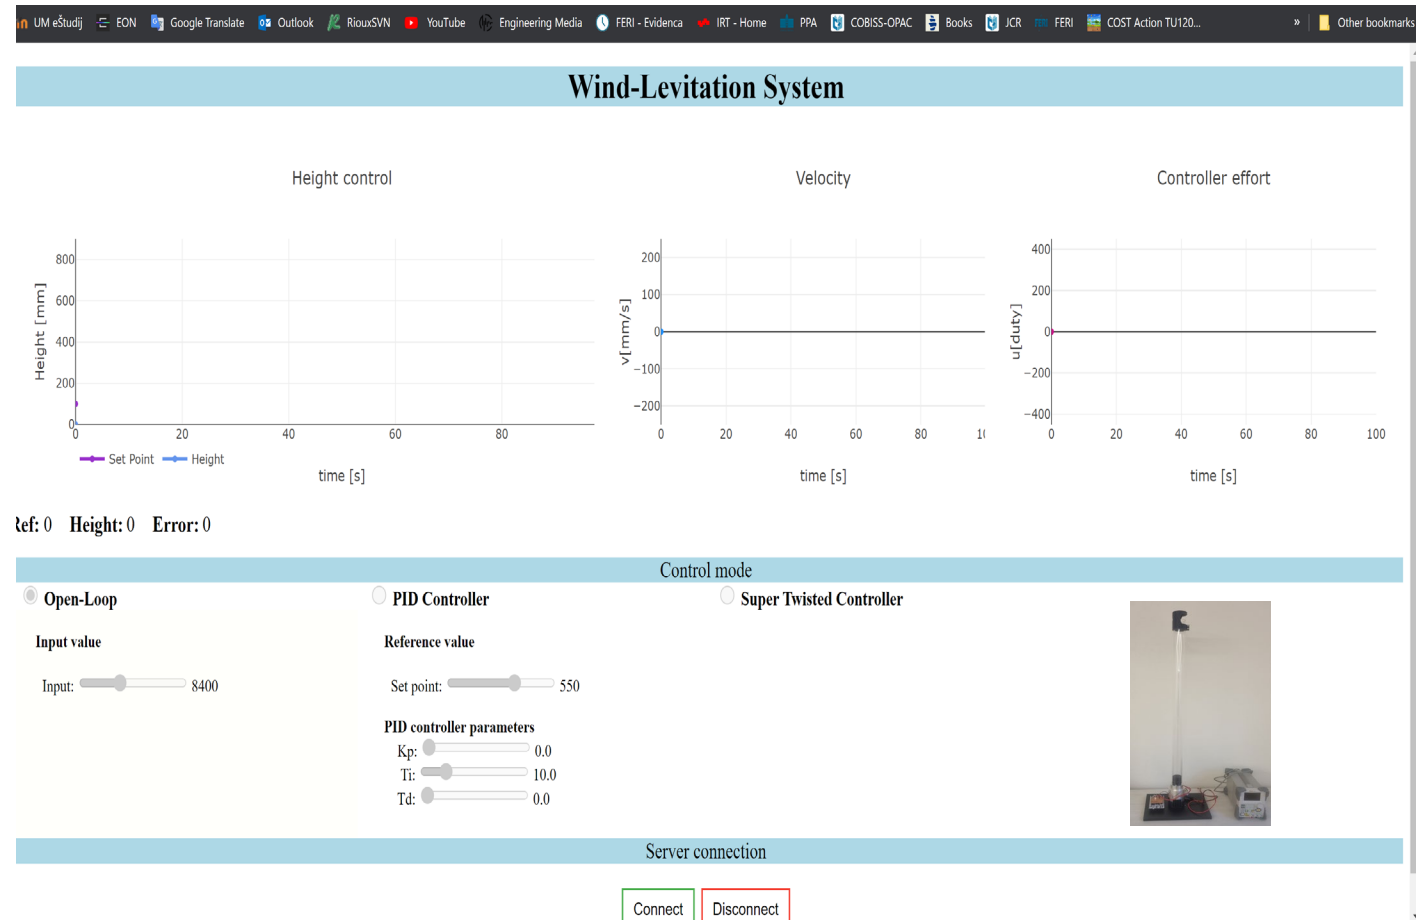 UM eŠtudij EON Google Translate Outlook RiouxSVN YouTube Engineering Media FERI - Evidenca IRT - Home PPA COBISS-OPAC Books JCR FERI COST Action TU120... » Other bookmarks
Wind-Levitation System
Height control
Velocity
Controller effort
Height [mm]
800
600
400
200
0
0 20 40 60 80
Set Point Height
time [s]
v[mm/s]
200
100
0
−100
−200
0 20 40 60 80 10
time [s]
u[duty]
400
200
0
−200
−400
0 20 40 60 80 100
time [s]
Ref: 0 Height: 0 Error: 0
Control mode
Open-Loop
Input value
Input: 8400
PID Controller
Reference value
Set point: 550
PID controller parameters
Kp: 0.0
Ti: 10.0
Td: 0.0
Super Twisted Controller
Server connection
Connect Disconnect